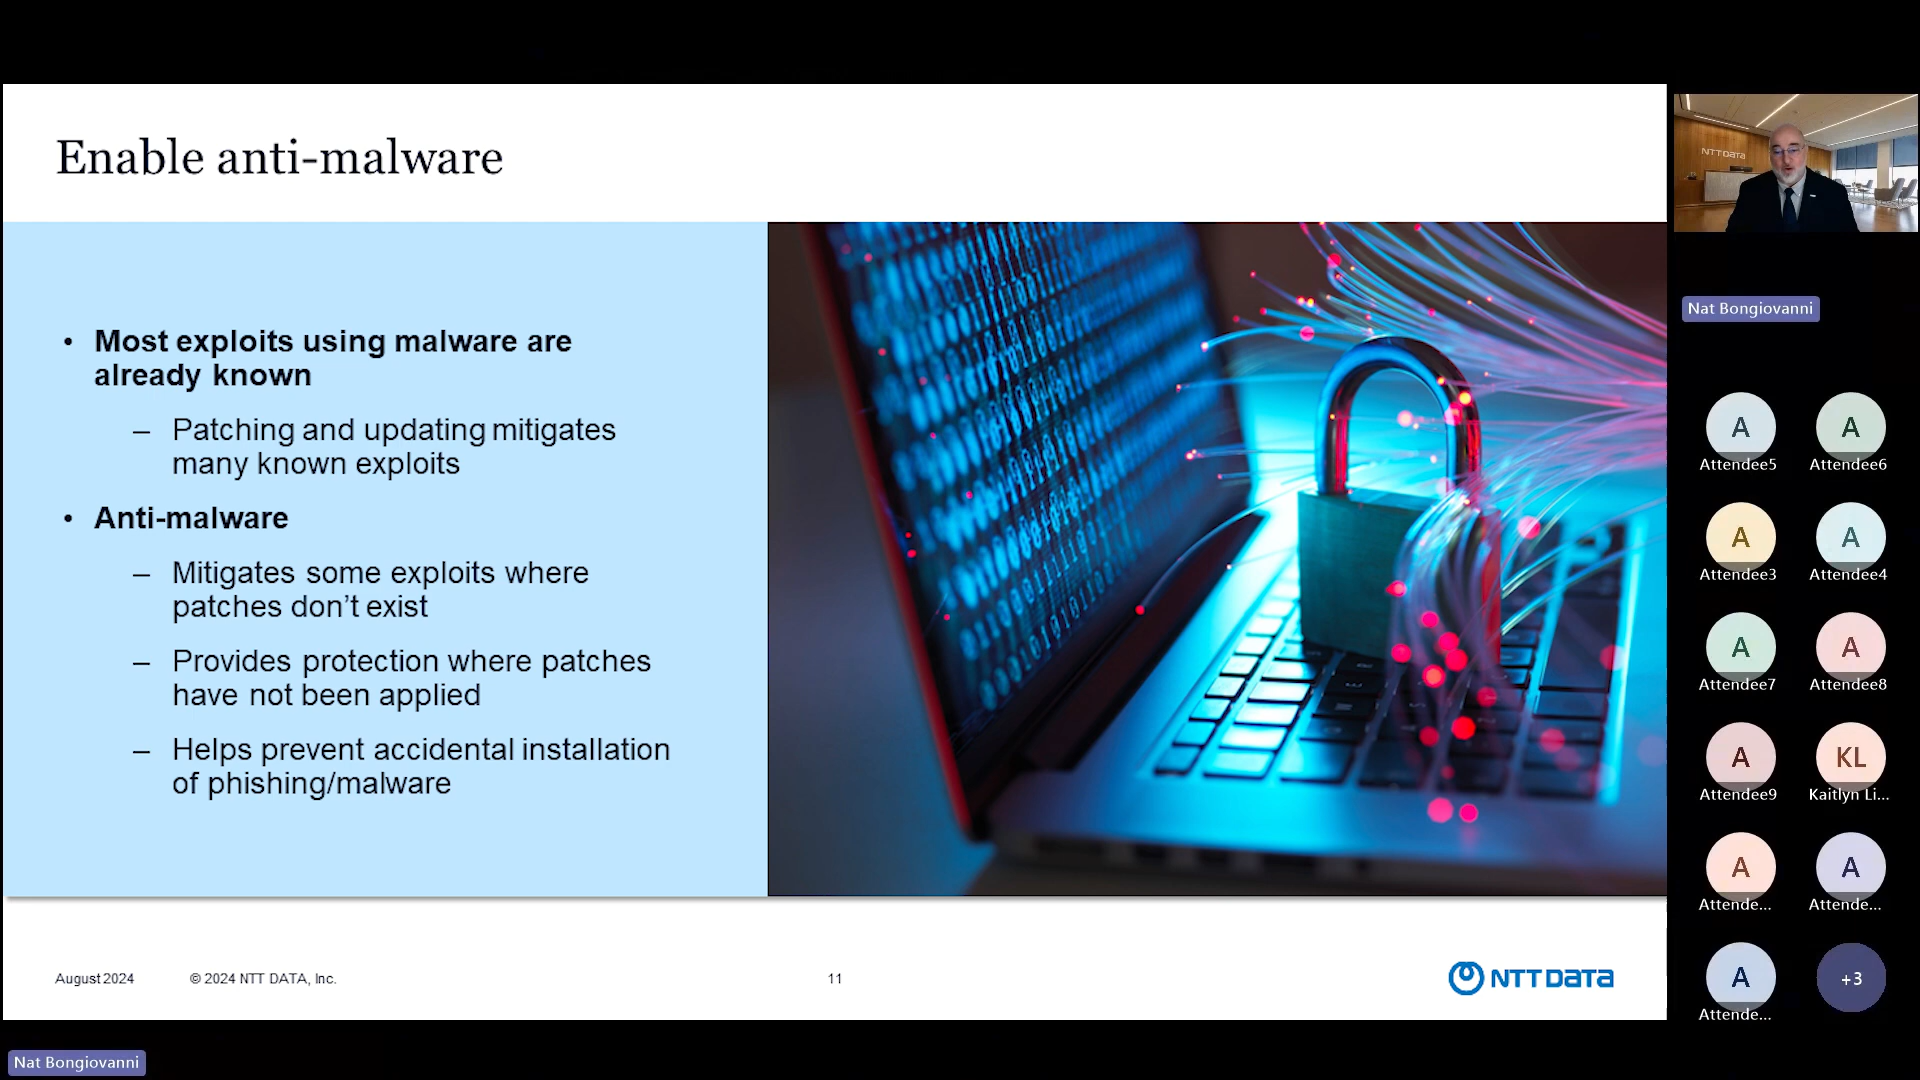 Enable anti-malware
• Most exploits using malware are
already known
– Patching and updating mitigates
many known exploits
• Anti-malware
– Mitigates some exploits where
patches don’t exist
– Provides protection where patches
have not been applied
– Helps prevent accidental installation
of phishing/malware
August 2024
© 2024 NTT DATA, Inc.
11
NTT DATA
NTT DATA
Nat Bongiovanni
A
Attendee5
A
Attendee6
A
Attendee3
A
Attendee4
A
Attendee7
A
Attendee8
A
Attendee9
KL
Kaitlyn Li...
A
Attende...
A
Attende...
A
Attende...
+3
Nat Bongiovanni